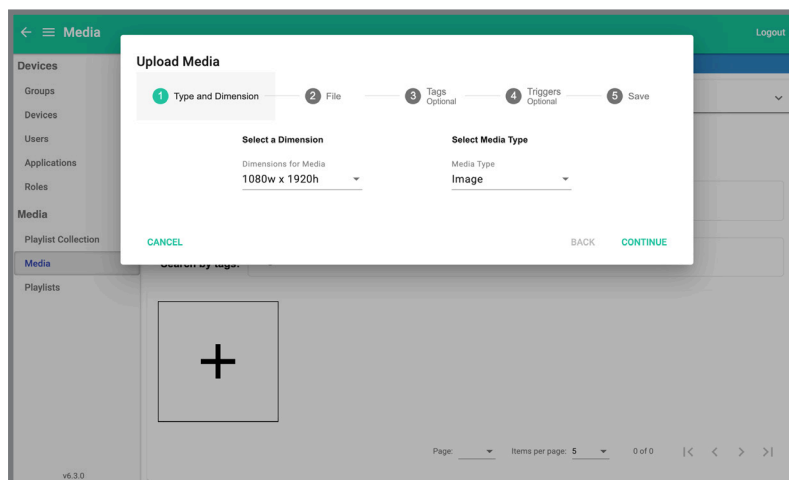 Media
Logout
Devices
Groups
Devices
Users
Applications
Roles
Media
Playlist Collection
Media
Playlists
v6.3.0
Upload Media
1 Type and Dimension
2 File
3 Tags
Optional
4 Triggers
Optional
5 Save
Select a Dimension
Select Media Type
Dimensions for Media
Media Type
1080w x 1920h
Image
CANCEL
BACK
CONTINUE
Search by tags:
Page:
Items per page: 5
0 of 0